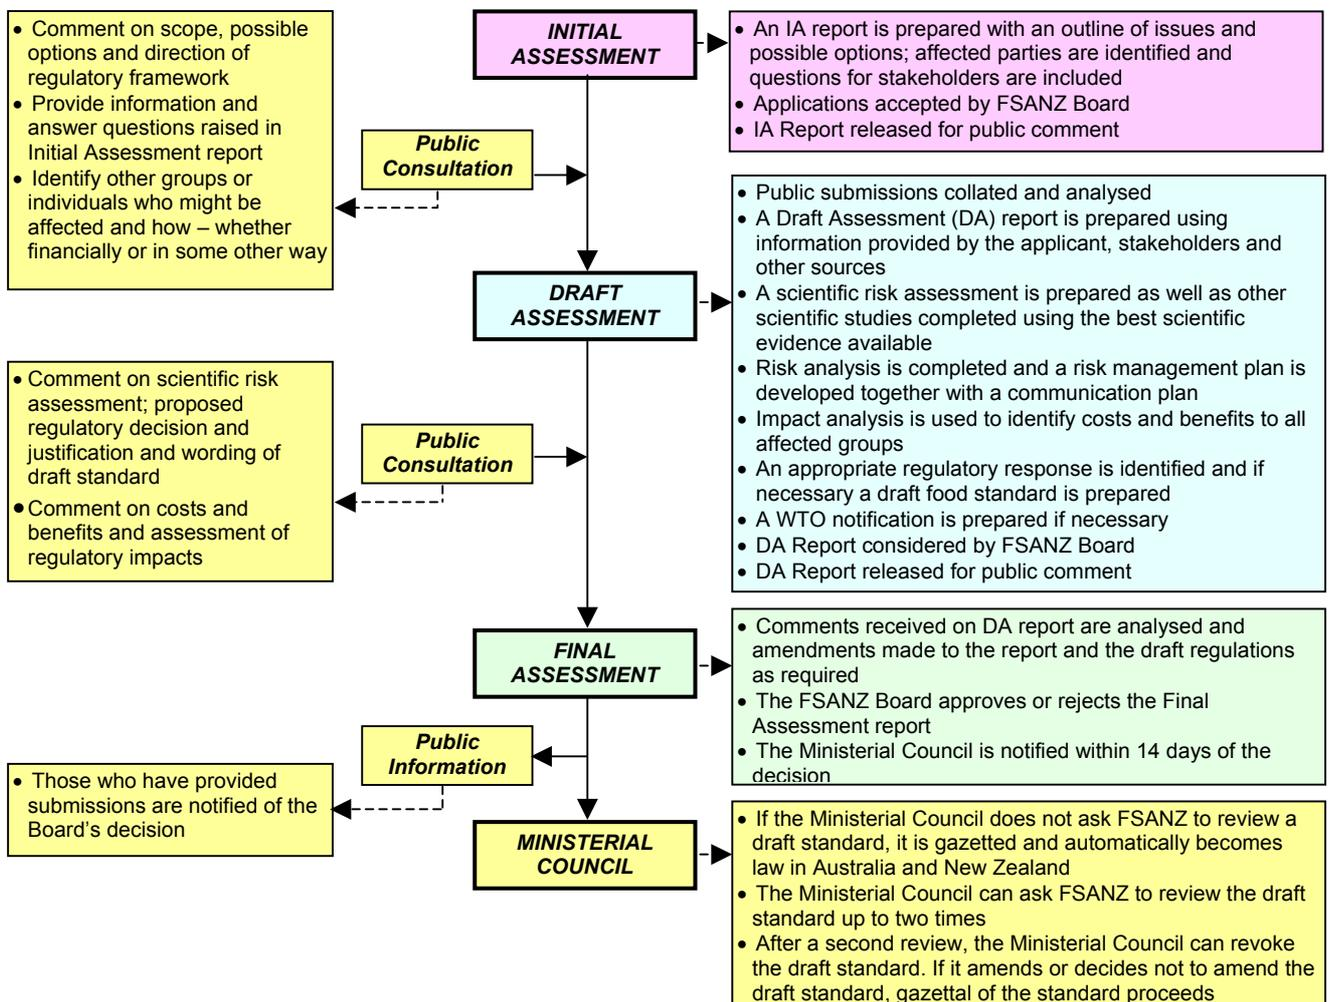 • Comment on scope, possible
options and direction of
regulatory framework
• Provide information and
answer questions raised in
Initial Assessment report
• Identify other groups or
individuals who might be
affected and how – whether
financially or in some other way
INITIAL
ASSESSMENT
• An IA report is prepared with an outline of issues and
possible options; affected parties are identified and
questions for stakeholders are included
• Applications accepted by FSANZ Board
• IA Report released for public comment
Public
Consultation
DRAFT
ASSESSMENT
• Public submissions collated and analysed
• A Draft Assessment (DA) report is prepared using
information provided by the applicant, stakeholders and
other sources
• A scientific risk assessment is prepared as well as other
scientific studies completed using the best scientific
evidence available
• Risk analysis is completed and a risk management plan is
developed together with a communication plan
• Impact analysis is used to identify costs and benefits to all
affected groups
• An appropriate regulatory response is identified and if
necessary a draft food standard is prepared
• A WTO notification is prepared if necessary
• DA Report considered by FSANZ Board
• DA Report released for public comment
• Comment on scientific risk
assessment; proposed
regulatory decision and
justification and wording of
draft standard
• Comment on costs and
benefits and assessment of
regulatory impacts
Public
Consultation
FINAL
ASSESSMENT
• Comments received on DA report are analysed and
amendments made to the report and the draft regulations
as required
• The FSANZ Board approves or rejects the Final
Assessment report
• The Ministerial Council is notified within 14 days of the
decision
Public
Information
• Those who have provided
submissions are notified of the
Board's decision
MINISTERIAL
COUNCIL
• If the Ministerial Council does not ask FSANZ to review a
draft standard, it is gazetted and automatically becomes
law in Australia and New Zealand
• The Ministerial Council can ask FSANZ to review the draft
standard up to two times
• After a second review, the Ministerial Council can revoke
the draft standard. If it amends or decides not to amend the
draft standard, gazettal of the standard proceeds